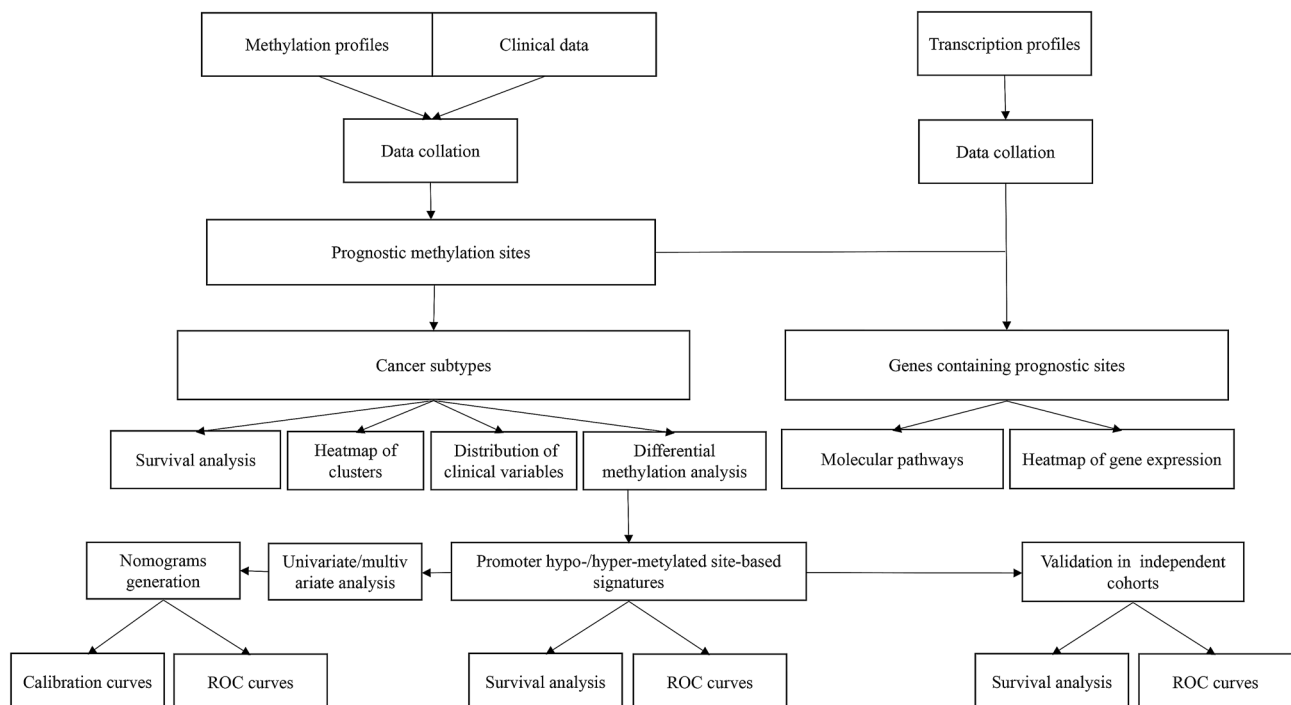 Methylation profiles
Clinical data
Transcription profiles
Data collation
Data collation
Prognostic methylation sites
Cancer subtypes
Genes containing prognostic sites
Survival analysis
Heatmap of
clusters
Distribution of
clinical variables
Differential
methylation analysis
Molecular pathways
Heatmap of gene expression
Nomograms
generation
Univariate/multiv
ariate analysis
Promoter hypo-/hyper-metylated site-based
signatures
Validation in  independent
cohorts
Calibration curves
ROC curves
Survival analysis
ROC curves
Survival analysis
ROC curves